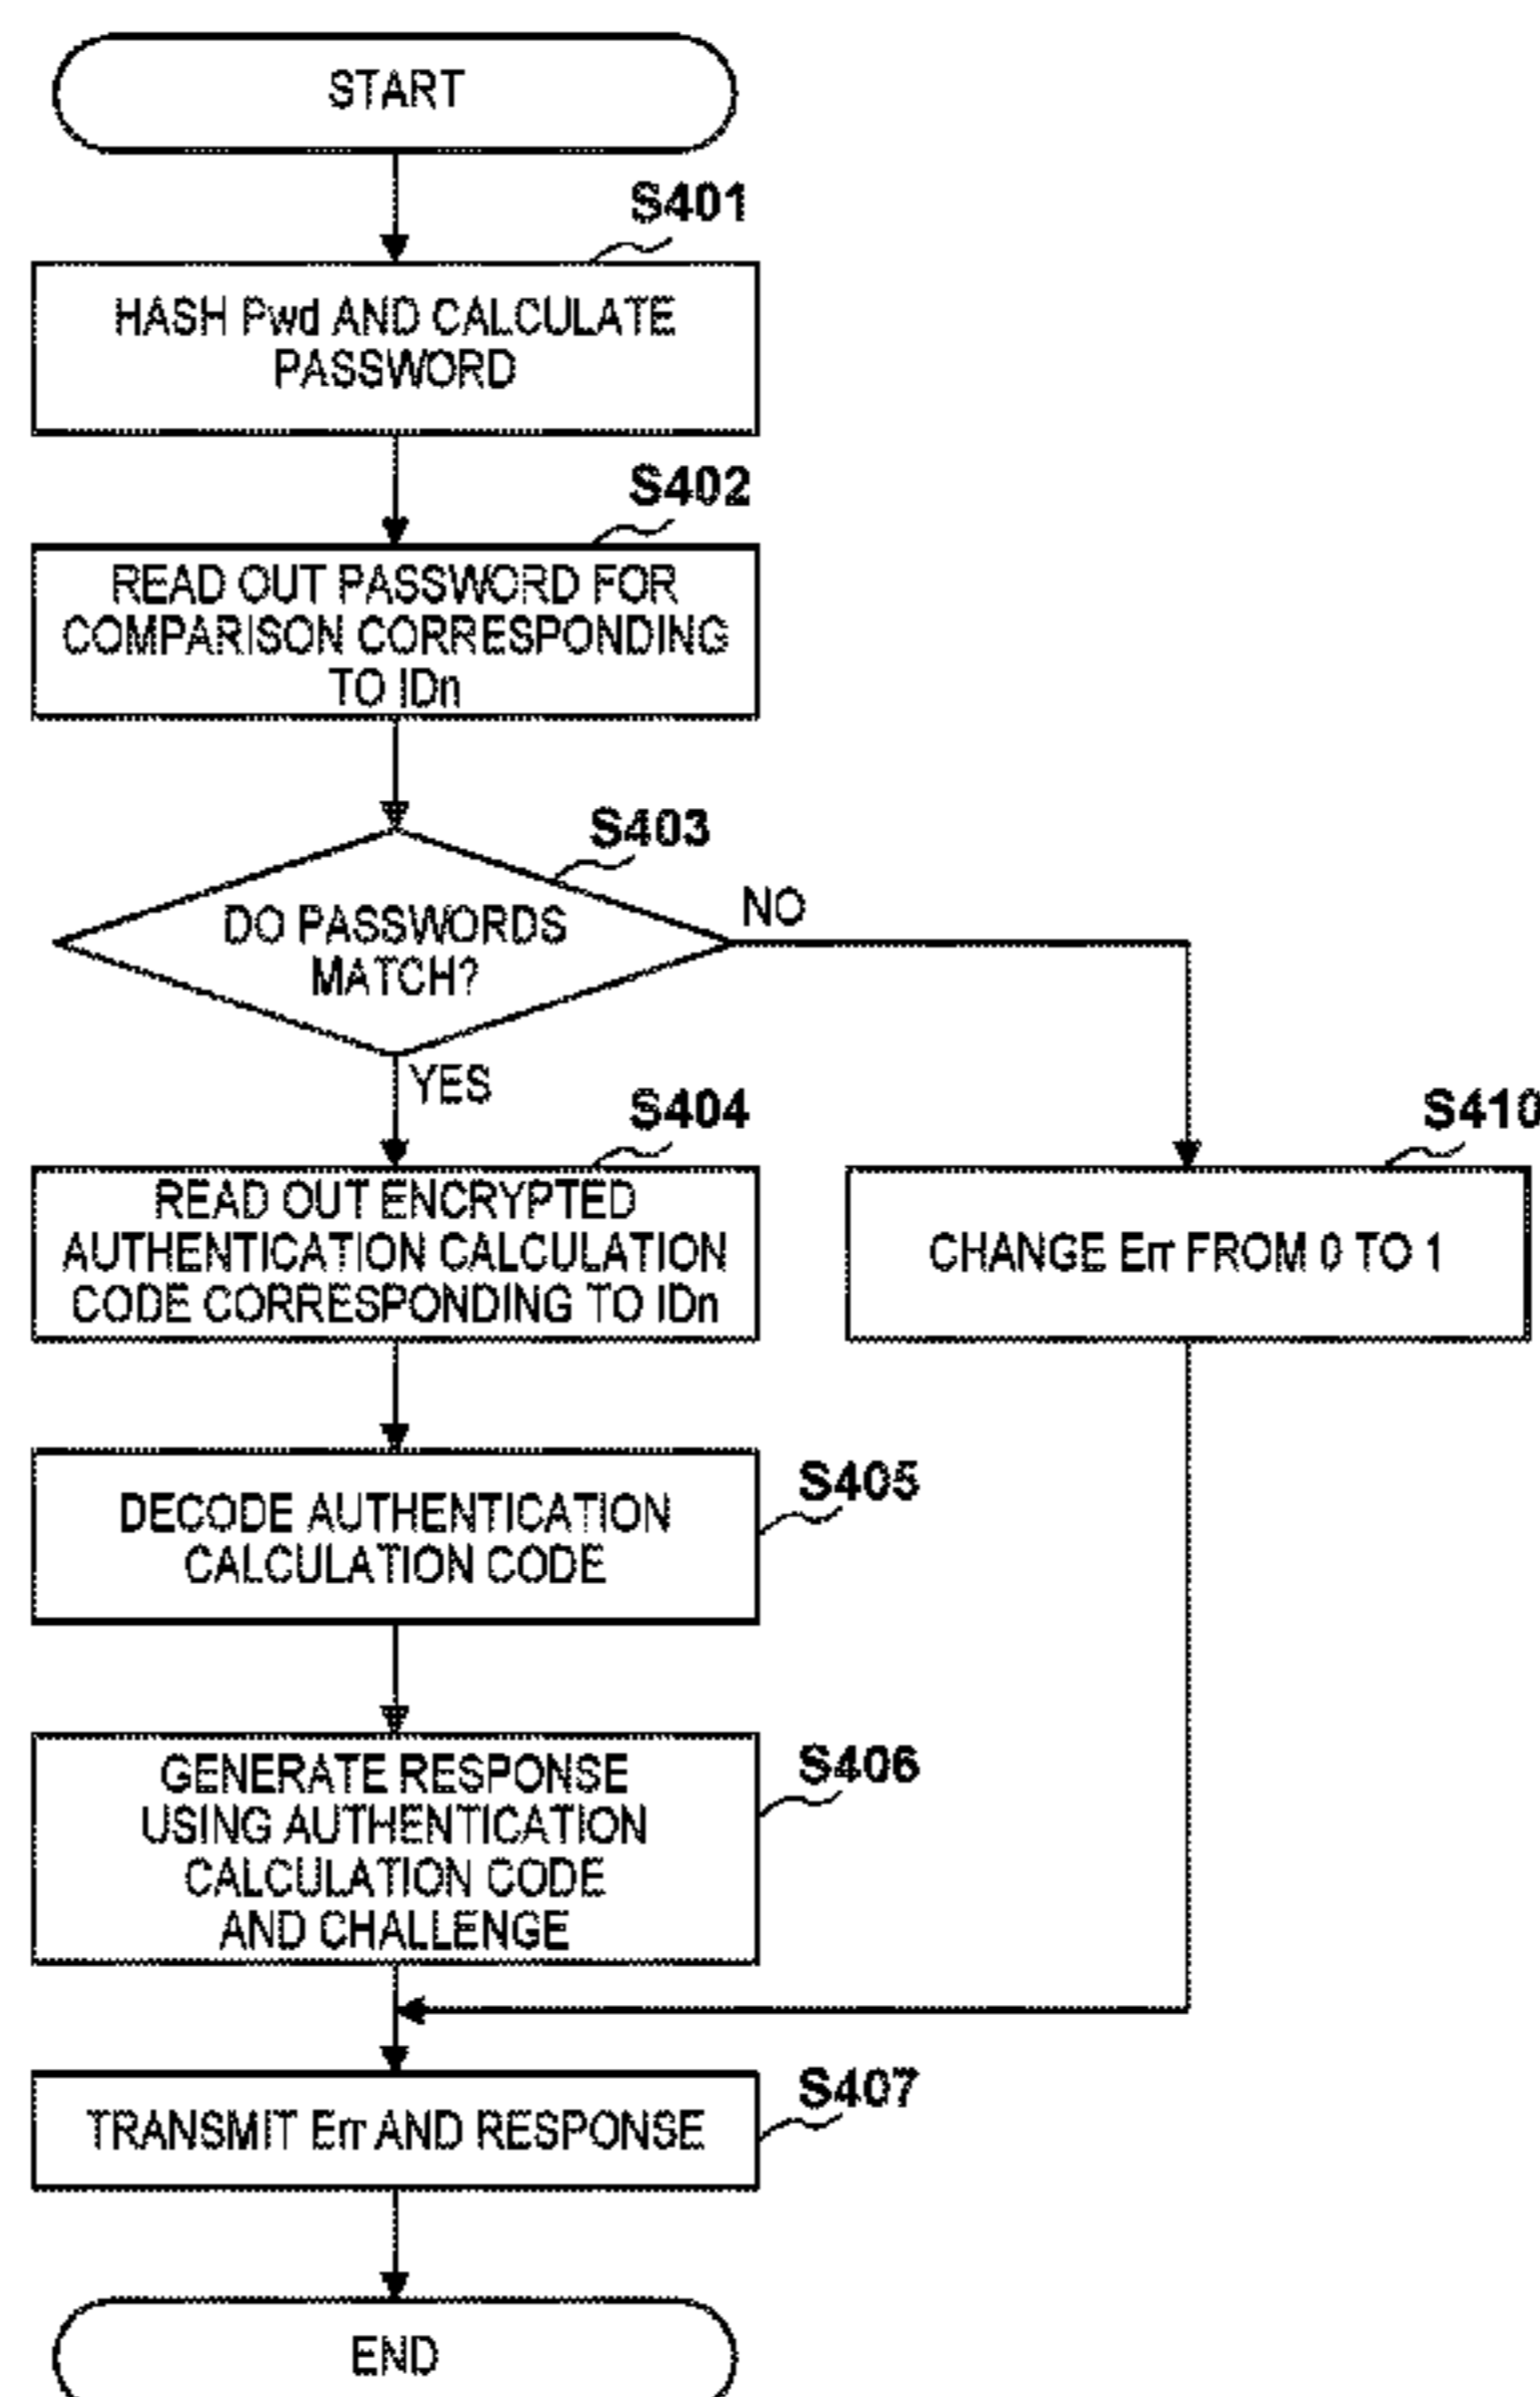 START
S401
HASH Pwd AND CALCULATE
PASSWORD
S402
READ OUT PASSWORD FOR
COMPARISON CORRESPONDING
TO IDn
S403
DO PASSWORDS
MATCH?
NO
YES
S404
READ OUT ENCRYPTED
AUTHENTICATION CALCULATION
CODE CORRESPONDING TO IDn
S410
CHANGE Err FROM 0 TO 1
S405
DECODE AUTHENTICATION
CALCULATION CODE
S406
GENERATE RESPONSE
USING AUTHENTICATION
CALCULATION CODE
AND CHALLENGE
S407
TRANSMIT Err AND RESPONSE
END